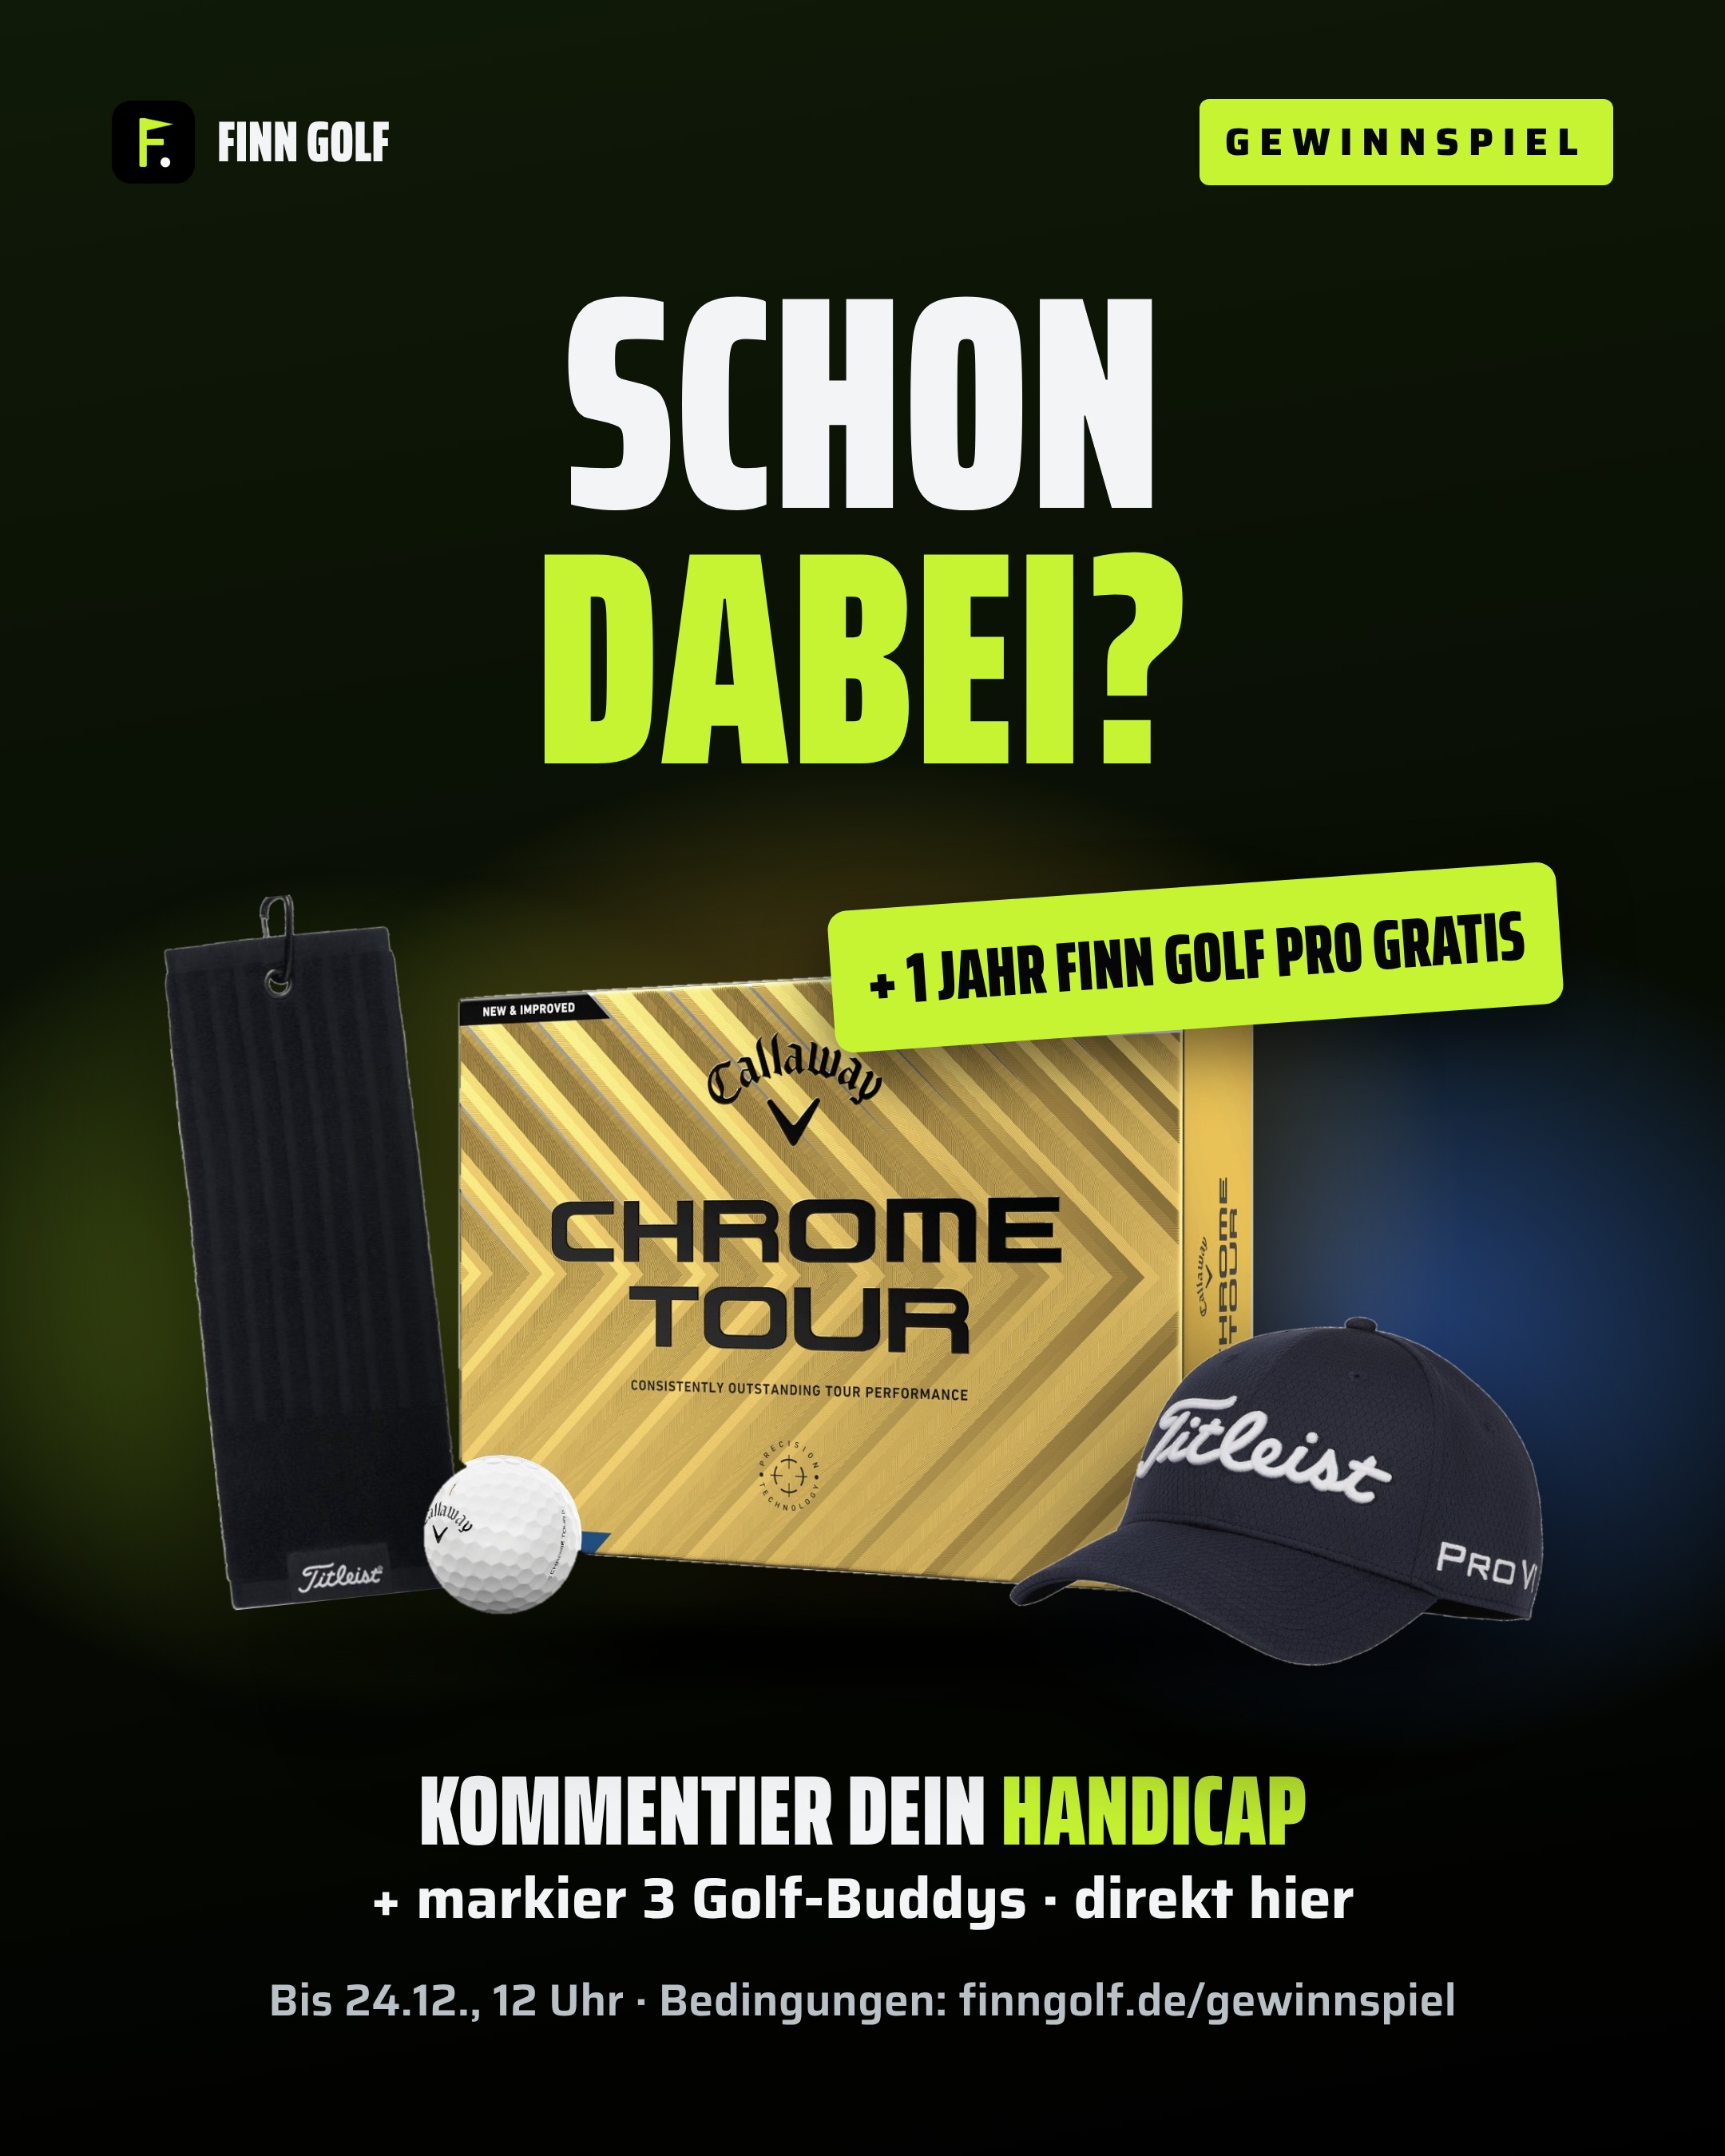 FINN GOLF
GEWINNSPIEL
SCHON
DABEI?
+ 1 JAHR FINN GOLF PRO GRATIS
NEW & IMPROVED
Callaway
CHROME
TOUR
CONSISTENTLY OUTSTANDING TOUR PERFORMANCE
PRECISION
TECHNOLOGY
Callaway
TOUR
Titleist
PRO V1
Titleist
KOMMENTIER DEIN HANDICAP
+ markier 3 Golf-Buddys · direkt hier
Bis 24.12., 12 Uhr · Bedingungen: finngolf.de/gewinnspiel